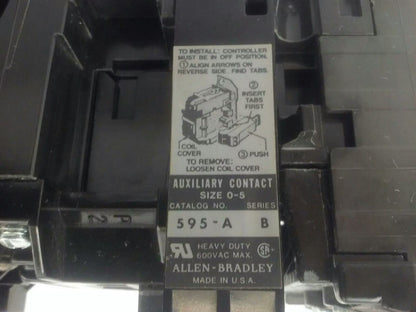 TO INSTALL: CONTROLLER
MUST BE IN OFF POSITION.
① ALIGN ARROWS ON
REVERSE SIDE. FIND TABS.
②
INSERT
TABS
FIRST
COIL
COVER
③ PUSH
TO REMOVE:
LOOSEN COIL COVER
AUXILIARY CONTACT
SIZE 0-5
CATALOG NO. SERIES
595-A B
HEAVY DUTY
600VAC MAX.
ALLEN-BRADLEY
MADE IN U.S.A.
P 2